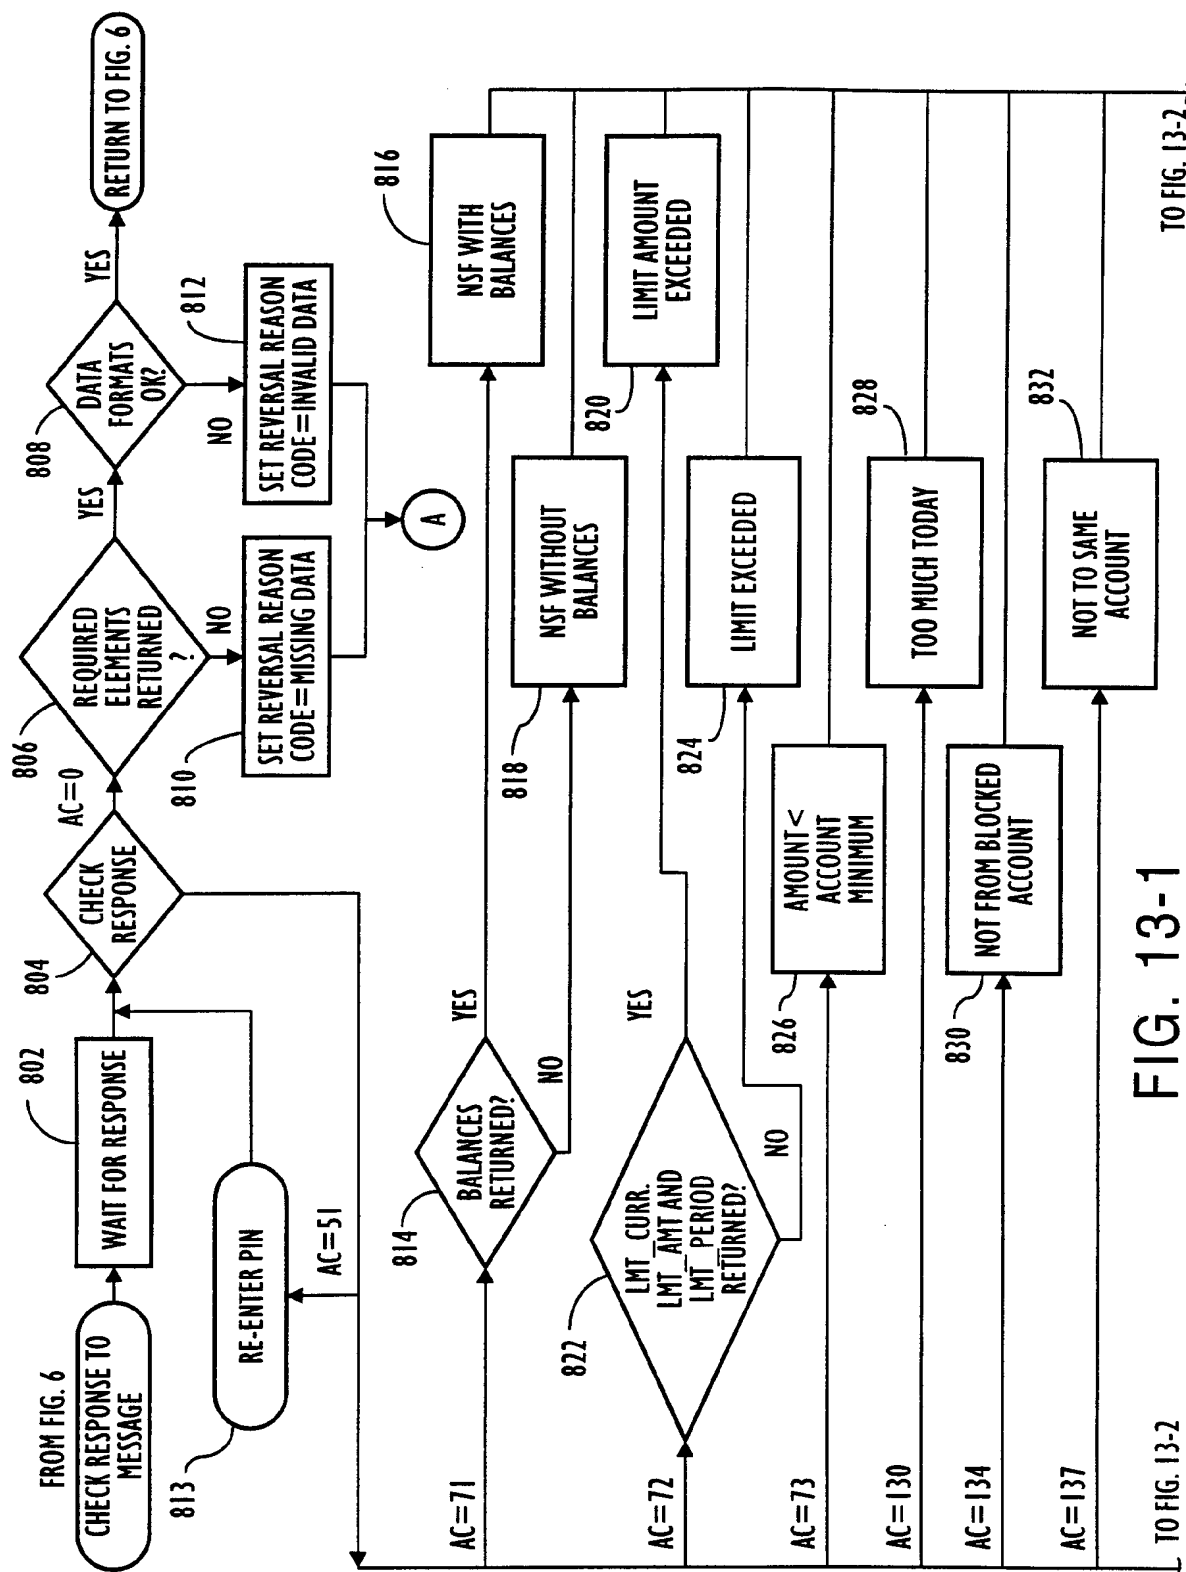 FROM FIG. 6
CHECK RESPONSE TO
MESSAGE
802
WAIT FOR RESPONSE
804
CHECK
RESPONSE
AC=0
806
REQUIRED
ELEMENTS
RETURNED
?
YES
NO
808
DATA
FORMATS
OK?
YES
NO
RETURN TO FIG. 6
810
SET REVERSAL REASON
CODE=MISSING DATA
812
SET REVERSAL REASON
CODE=INVALID DATA
A
813
RE-ENTER PIN
AC=51
AC=71
814
BALANCES
RETURNED?
YES
NO
816
NSF WITH
BALANCES
818
NSF WITHOUT
BALANCES
AC=72
822
LMT_CURR.
LMT_AMT AND
LMT_PERIOD
RETURNED?
YES
NO
820
LIMIT AMOUNT
EXCEEDED
824
LIMIT EXCEEDED
AC=73
826
AMOUNT<
ACCOUNT
MINIMUM
AC=130
828
TOO MUCH TODAY
AC=134
830
NOT FROM BLOCKED
ACCOUNT
AC=137
832
NOT TO SAME
ACCOUNT
TO FIG. 13-2
TO FIG. 13-2
FIG. 13-1